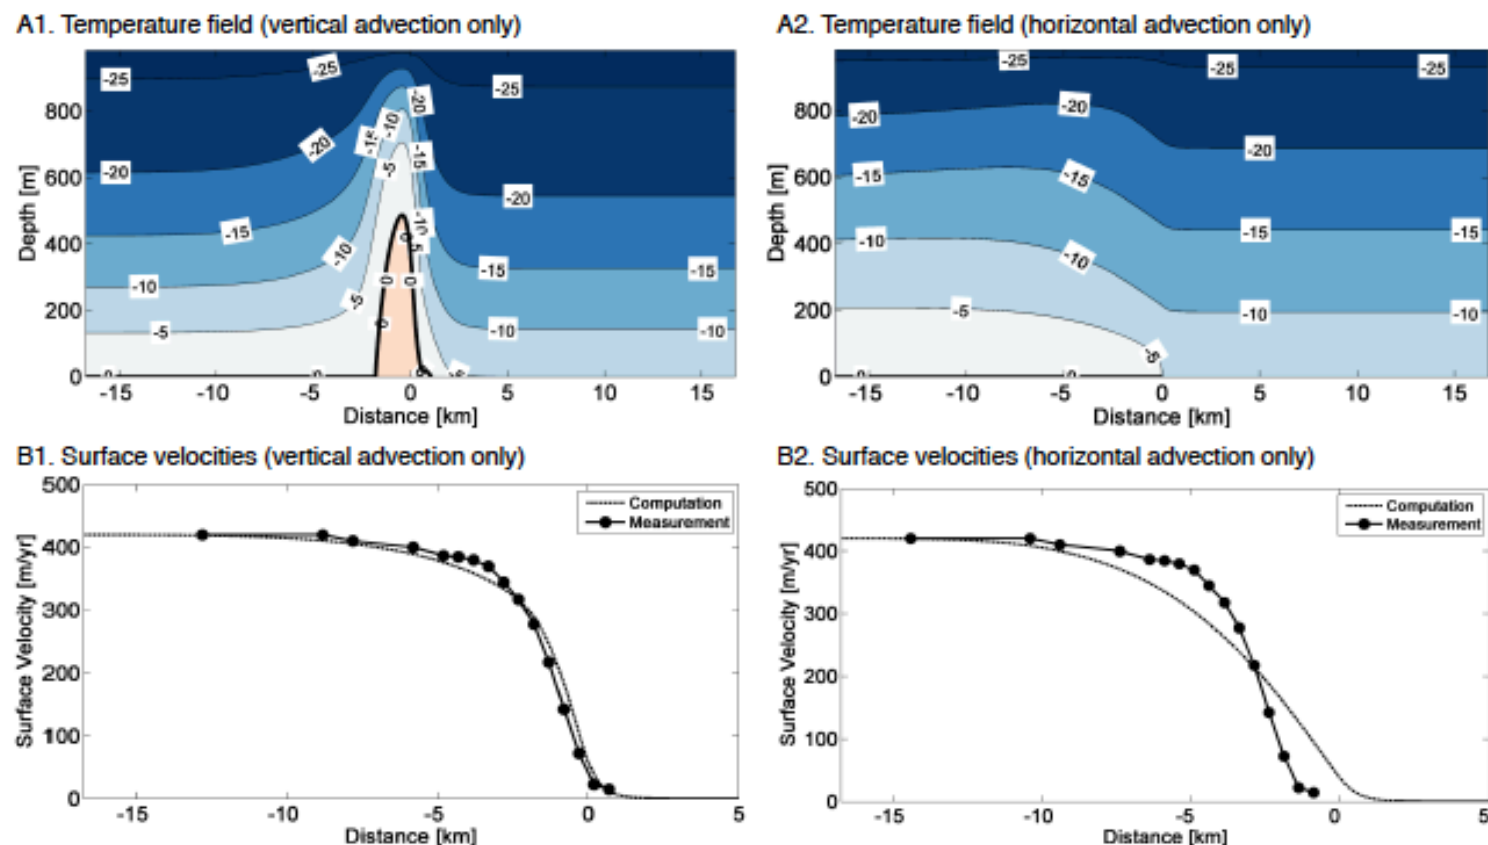 A1. Temperature field (vertical advection only)
-25
-25
-25
-20
-20
-20
-20
-15
-15
-15
-15
-15
-10
-10
-10
-10
-10
-10
-5
-5
-5
0
0
0
0
800
600
400
200
0
Depth [m]
-15 -10 -5 0 5 10 15
Distance [km]
A2. Temperature field (horizontal advection only)
-25 -25 -25
-20 -20 -20
-15 -15 -15 -15
-10 -10 -10 -10
-5 -5
800
600
400
200
0
Depth [m]
-15 -10 -5 0 5 10 15
Distance [km]
B1. Surface velocities (vertical advection only)
500
400
300
200
100
0
Surface Velocity [m/yr]
Computation
Measurement
-15 -10 -5 0 5
Distance [km]
B2. Surface velocities (horizontal advection only)
500
400
300
200
100
0
Surface Velocity [m/yr]
Computation
Measurement
-15 -10 -5 0 5
Distance [km]